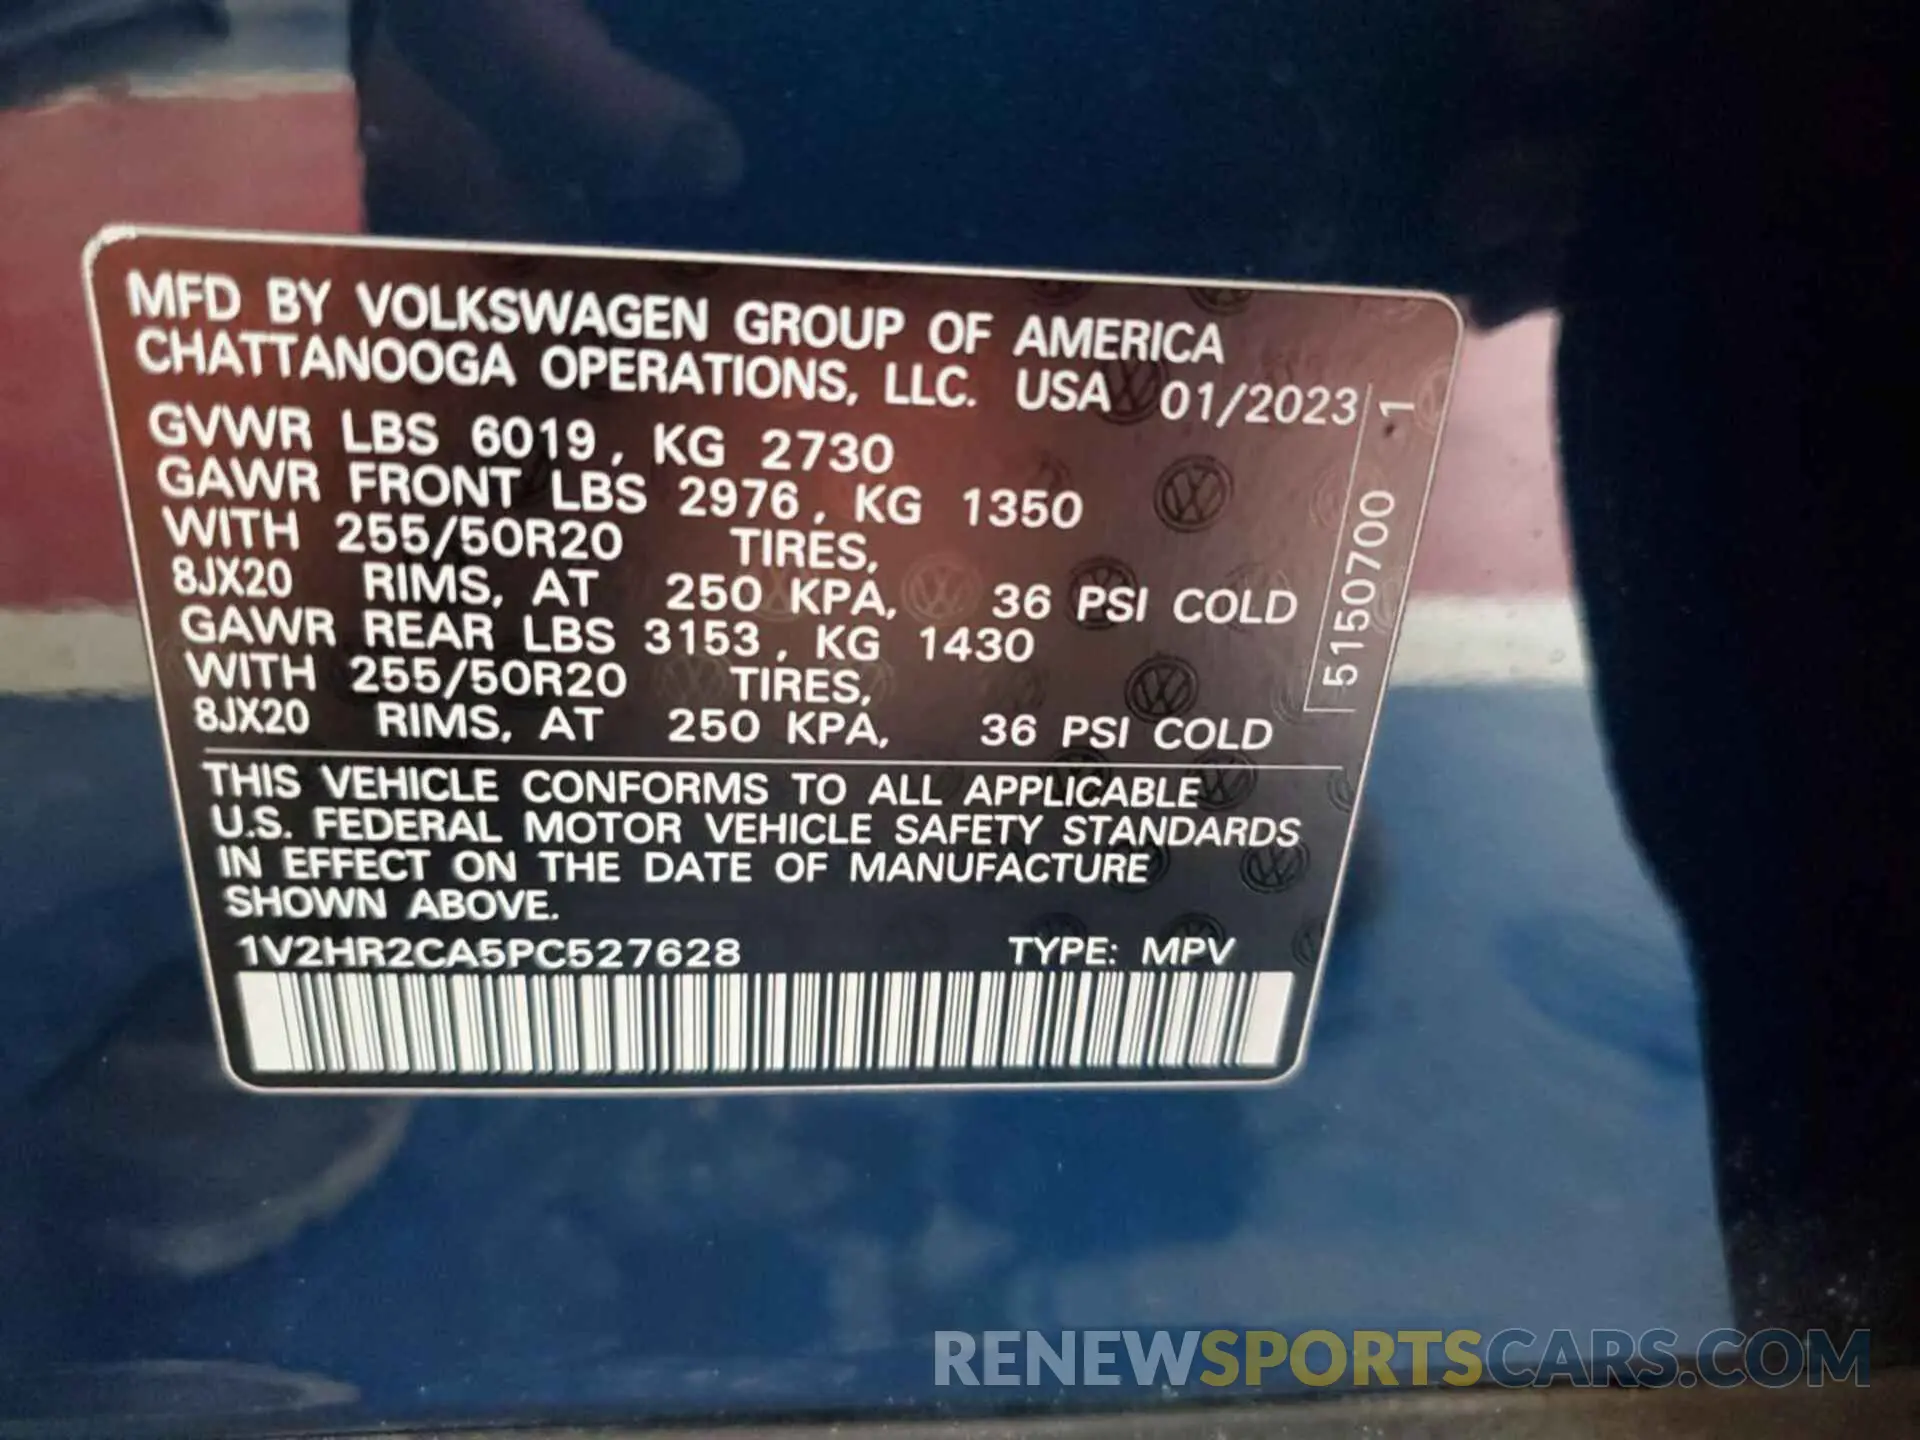 MFD BY VOLKSWAGEN GROUP OF AMERICA
CHATTANOOGA OPERATIONS, LLC. USA 01/2023
GVWR LBS 6019, KG 2730
GAWR FRONT LBS 2976, KG 1350
WITH 255/50R20 TIRES,
8JX20 RIMS, AT 250 KPA, 36 PSI COLD
GAWR REAR LBS 3153, KG 1430
WITH 255/50R20 TIRES,
8JX20 RIMS, AT 250 KPA, 36 PSI COLD
5150700 1
THIS VEHICLE CONFORMS TO ALL APPLICABLE
U.S. FEDERAL MOTOR VEHICLE SAFETY STANDARDS
IN EFFECT ON THE DATE OF MANUFACTURE
SHOWN ABOVE.
1V2HR2CA5PC527628 TYPE: MPV
RENEWSPORTSCARS.COM